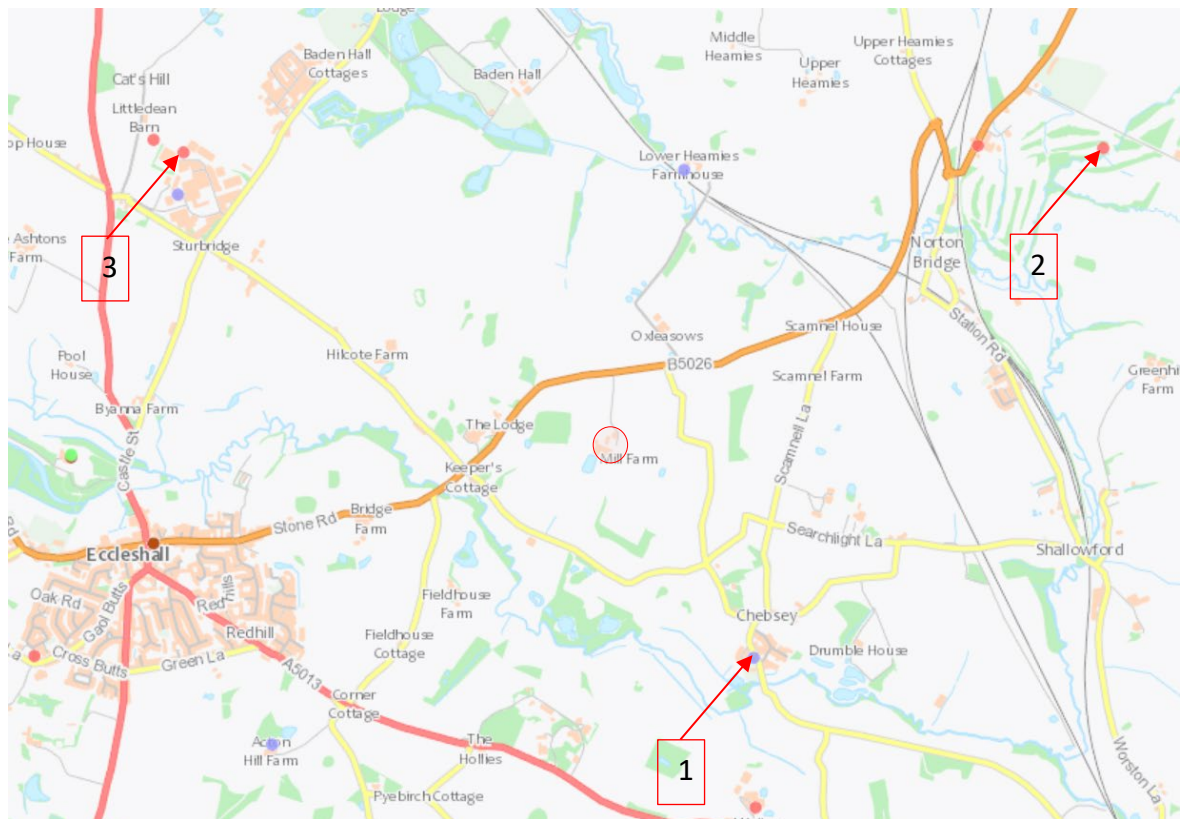 Lodge
Cat's Hill
Baden Hall
Cottages
Baden Hall
Middle
Heamies
Upper
Heamies
Upper Heamies
Cottages
Littledean
Barn
op House
Lower Heamies
Farmhouse
Ashtons
Farm
Sturbridge
3
Norton
Bridge
2
Oxleasows
Scamnel House
Station Rd
Pool
House
Hilcote Farm
B5026
Scamnel Farm
Greenhi
Farm
Byanna Farm
Castle St
The Lodge
Mill Farm
Scamnell La
Keeper's
Cottage
Stone Rd
Bridge
Farm
Eccleshall
Rd
Searchlight La
Shallowford
Oak Rd
Gaol Butts
Redhills
Redhill
Fieldhouse
Farm
Fieldhouse
Cottage
Chebsey
Drumble House
La
Cross Butts
Green La
A5013
Corner
Cottage
Acton
Hill Farm
The
Hollies
1
Worston La
Pyebirch Cottage